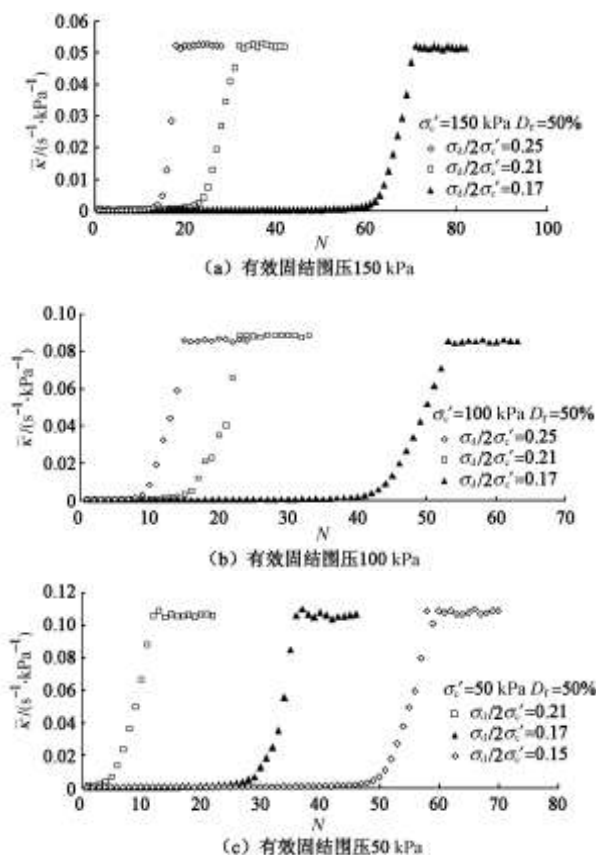 0.06
0.05
0.04
0.03
0.02
0.01
0
κ̄/(s⁻¹·kPa⁻¹)
σc′=150 kPa Dr=50%
◇ σd/2σc′=0.25
□ σd/2σc′=0.21
▲ σd/2σc′=0.17
0 20 40 60 80 100
N
(a) 有效固结围压150 kPa
0.10
0.08
0.06
0.04
0.02
0
κ̄/(s⁻¹·kPa⁻¹)
σc′=100 kPa Dr=50%
◇ σd/2σc′=0.25
□ σd/2σc′=0.21
▲ σd/2σc′=0.17
0 10 20 30 40 50 60 70
N
(b) 有效固结围压100 kPa
0.12
0.10
0.08
0.06
0.04
0.02
0
κ̄/(s⁻¹·kPa⁻¹)
σc′=50 kPa Dr=50%
□ σd/2σc′=0.21
▲ σd/2σc′=0.17
◇ σd/2σc′=0.15
0 10 20 30 40 50 60 70 80
N
(c) 有效固结围压50 kPa